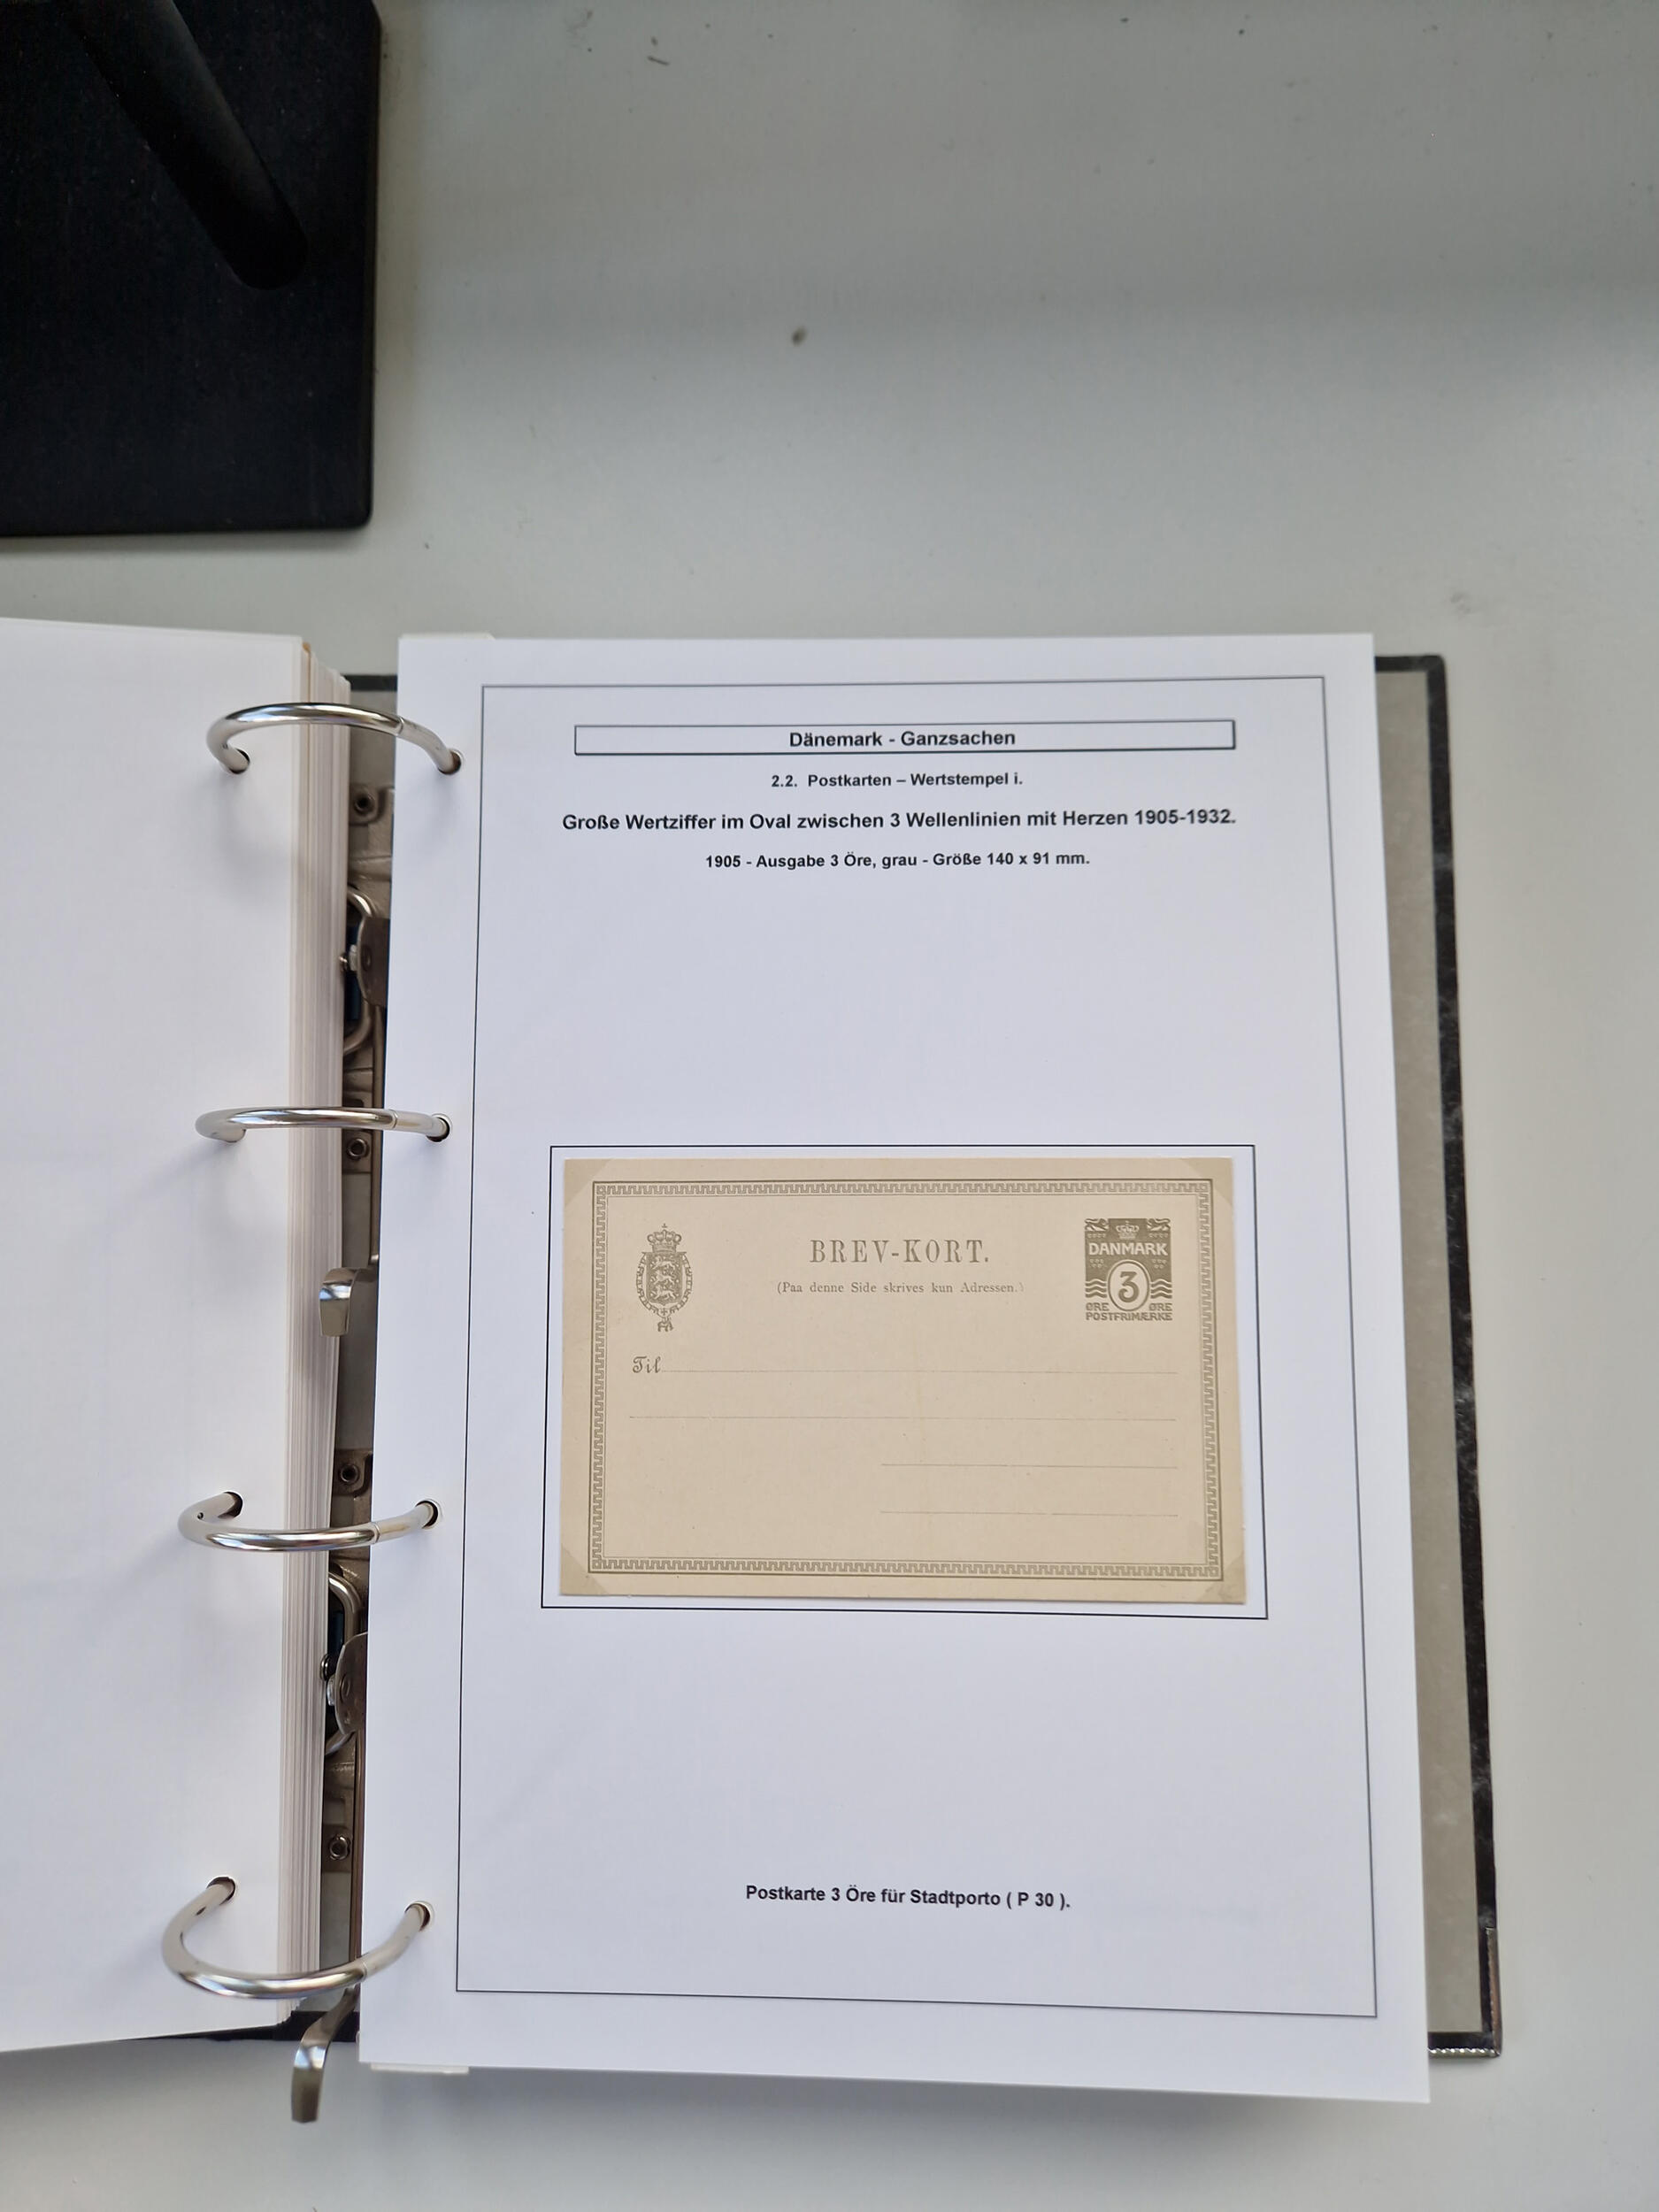 Dänemark - Ganzsachen
2.2. Postkarten – Wertstempel i.
Große Wertziffer im Oval zwischen 3 Wellenlinien mit Herzen 1905-1932.
1905 - Ausgabe 3 Öre, grau - Größe 140 x 91 mm.
BREV-KORT.
(Paa denne Side skrives kun Adressen.)
DANMARK
3
ØRE ØRE
POSTFRIMÆRKE
Til
Postkarte 3 Öre für Stadtporto ( P 30 ).